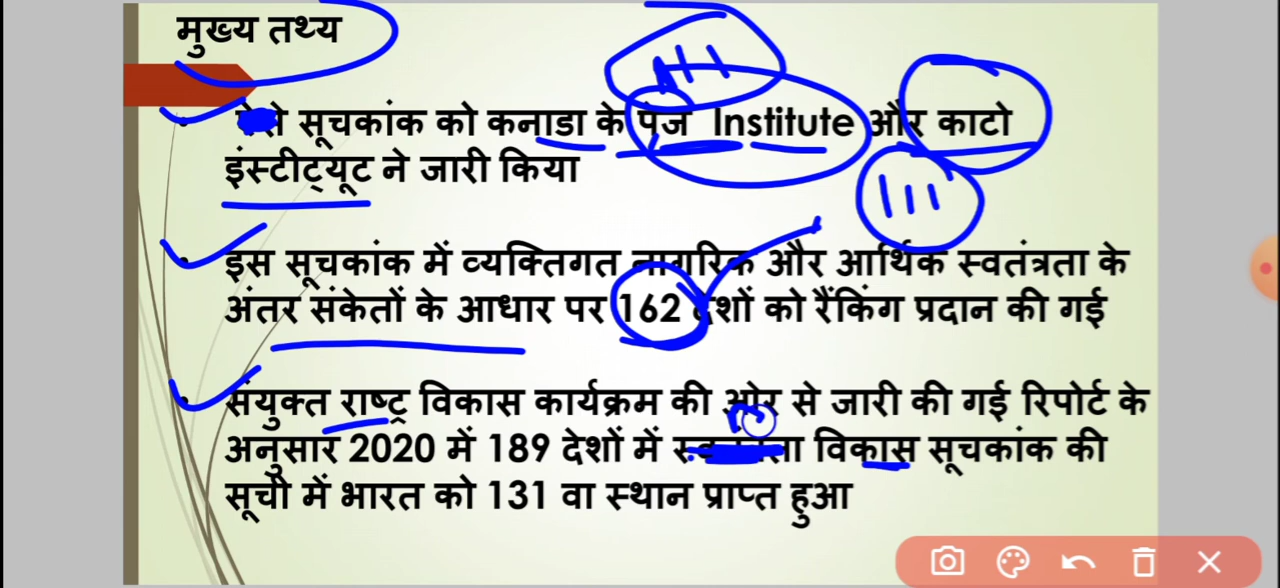 मुख्य तथ्य
सूचकांक को कनाडा के पेज Institute और काटो
इंस्टीट्यूट ने जारी किया
इस सूचकांक में व्यक्तिगत नागरिक और आर्थिक स्वतंत्रता के
अंतर संकेतों के आधार पर 162 देशों को रैंकिंग प्रदान की गई
संयुक्त राष्ट्र विकास कार्यक्रम की ओर से जारी की गई रिपोर्ट के
अनुसार 2020 में 189 देशों में विकास सूचकांक की
सूची में भारत को 131 वा स्थान प्राप्त हुआ